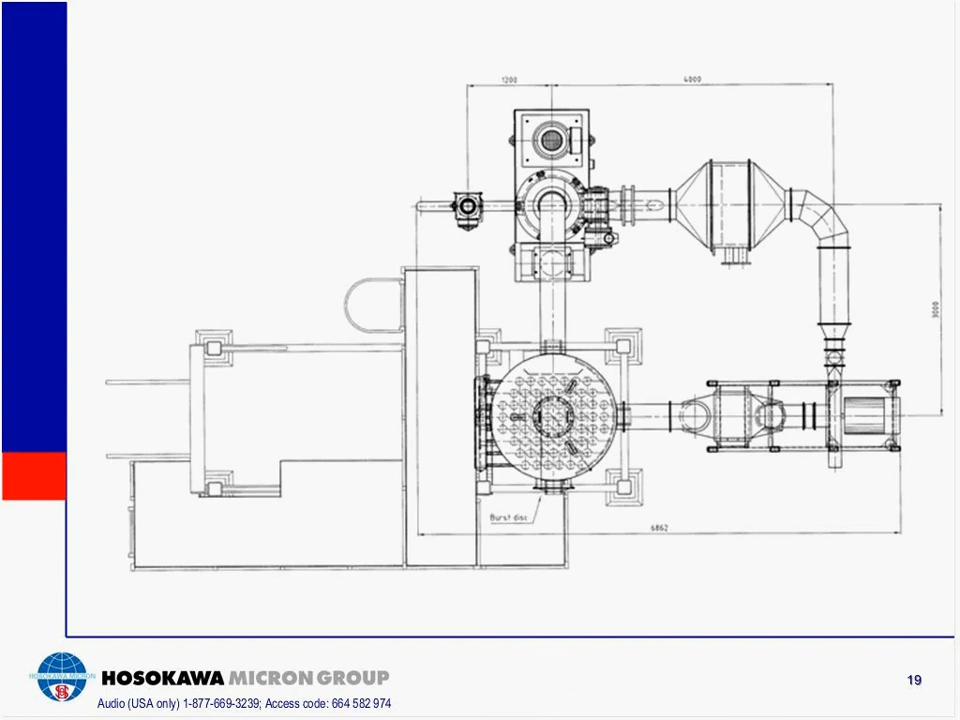 1200
4000
3000
Burst disc
6862
HOSOKAWA MICRON
HOSOKAWA MICRON GROUP
19
Audio (USA only) 1-877-669-3239; Access code: 664 582 974